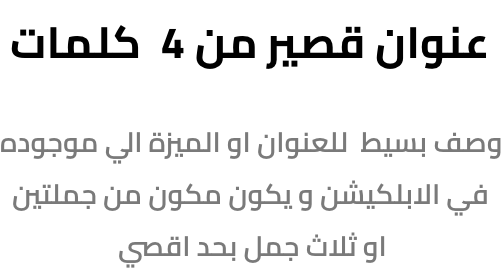 عنوان قصير من 4 كلمات
وصف بسيط للعنوان او الميزة الي موجوده
في الابلكيشن و يكون مكون من جملتين
او ثلاث جمل بحد اقصي